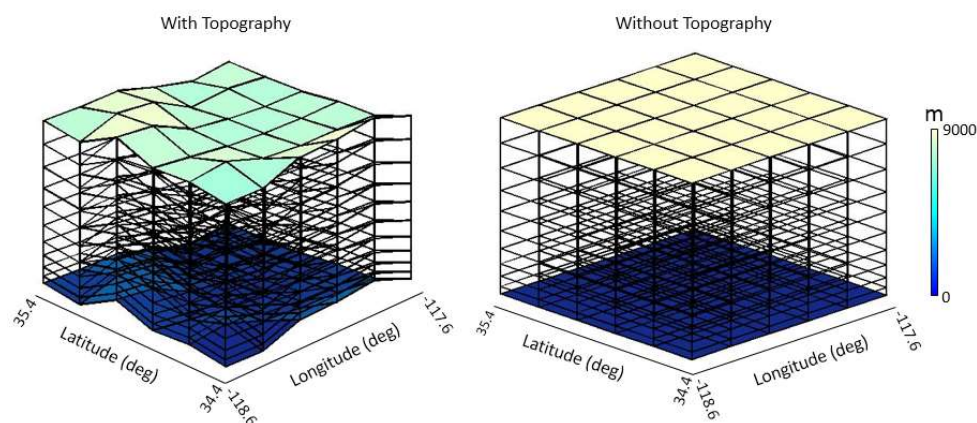 With Topography
Without Topography
m
9000
0
35.4
Latitude (deg)
34.4
-118.6
Longitude (deg)
-117.6
35.4
Latitude (deg)
34.4
-118.6
Longitude (deg)
-117.6